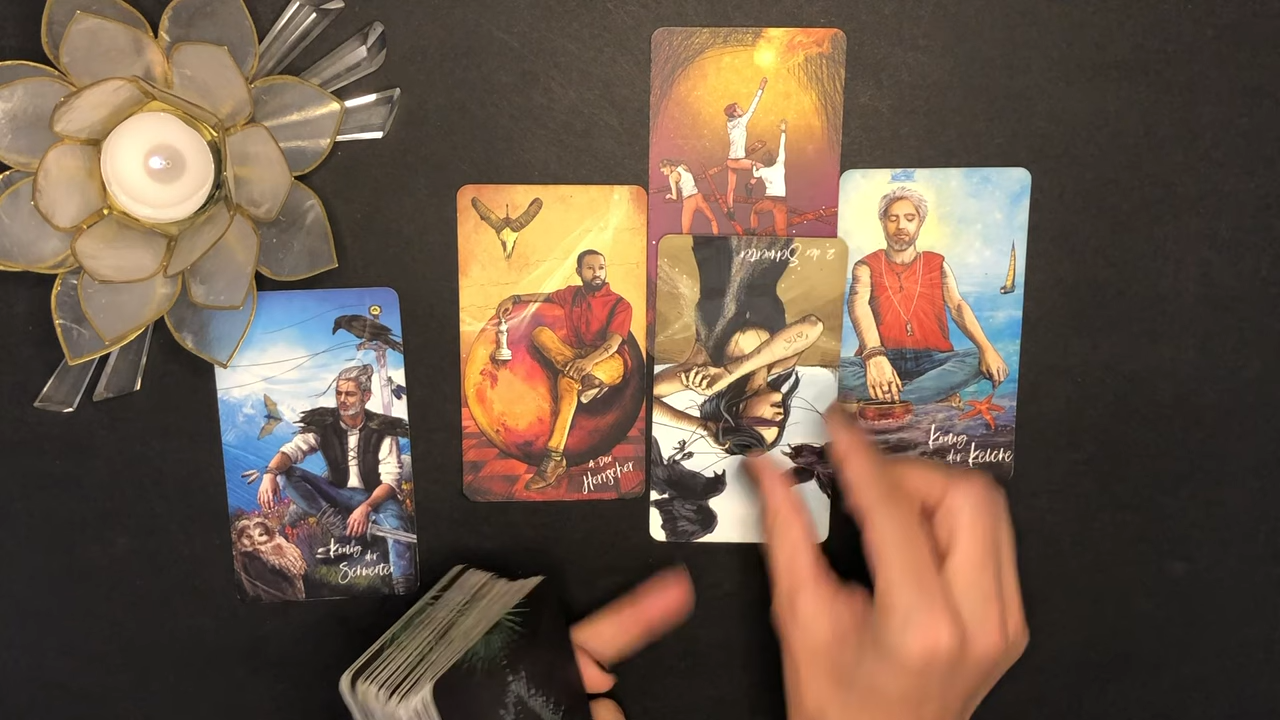 2. der Schwerter
4. Der
Herrscher
König
der Kelche
König
der
Schwerter